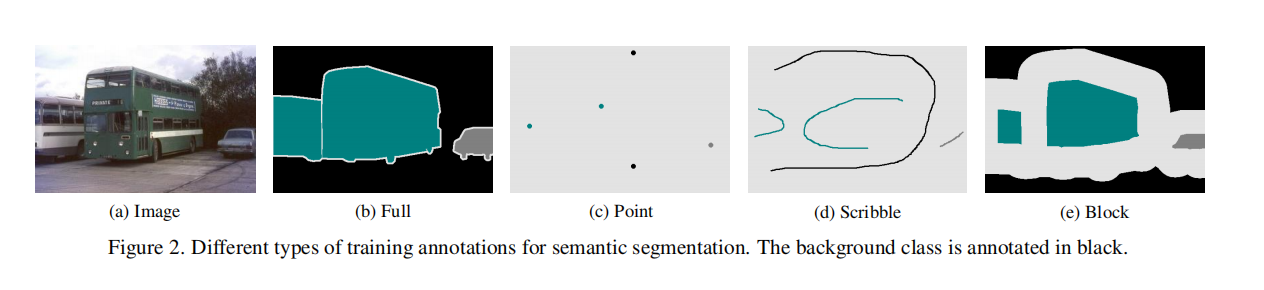 PRIVATE
(a) Image
(b) Full
(c) Point
(d) Scribble
(e) Block
Figure 2. Different types of training annotations for semantic segmentation. The background class is annotated in black.